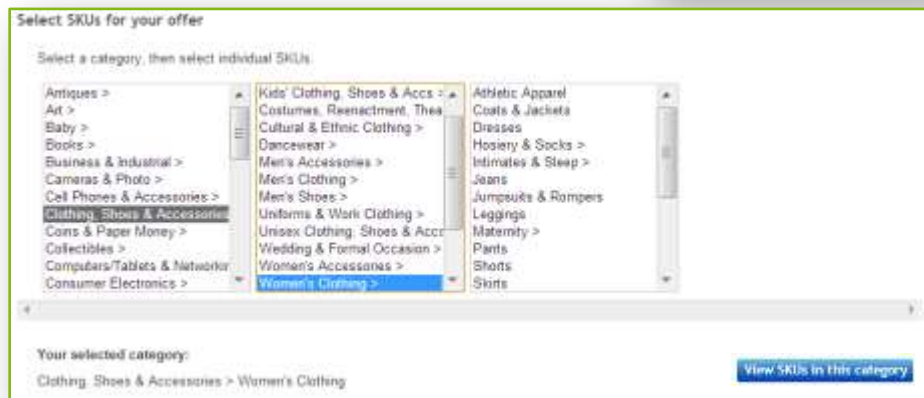 Select SKUs for your offer
Select a category, then select individual SKUs.
Antiques >
Art >
Baby >
Books >
Business & Industrial >
Cameras & Photo >
Cell Phones & Accessories >
Clothing, Shoes & Accessories
Coins & Paper Money >
Collectibles >
Computers/Tablets & Networkin
Consumer Electronics >
Kids' Clothing, Shoes & Accs >
Costumes, Reenactment, Thea
Cultural & Ethnic Clothing >
Dancewear >
Men's Accessories >
Men's Clothing >
Men's Shoes >
Uniforms & Work Clothing >
Unisex Clothing, Shoes & Accs
Wedding & Formal Occasion >
Women's Accessories >
Women's Clothing >
Athletic Apparel
Coats & Jackets
Dresses
Hosiery & Socks >
Intimates & Sleep >
Jeans
Jumpsuits & Rompers
Leggings
Maternity >
Pants
Shorts
Skirts
Your selected category:
Clothing, Shoes & Accessories > Women's Clothing
View SKUs in this category